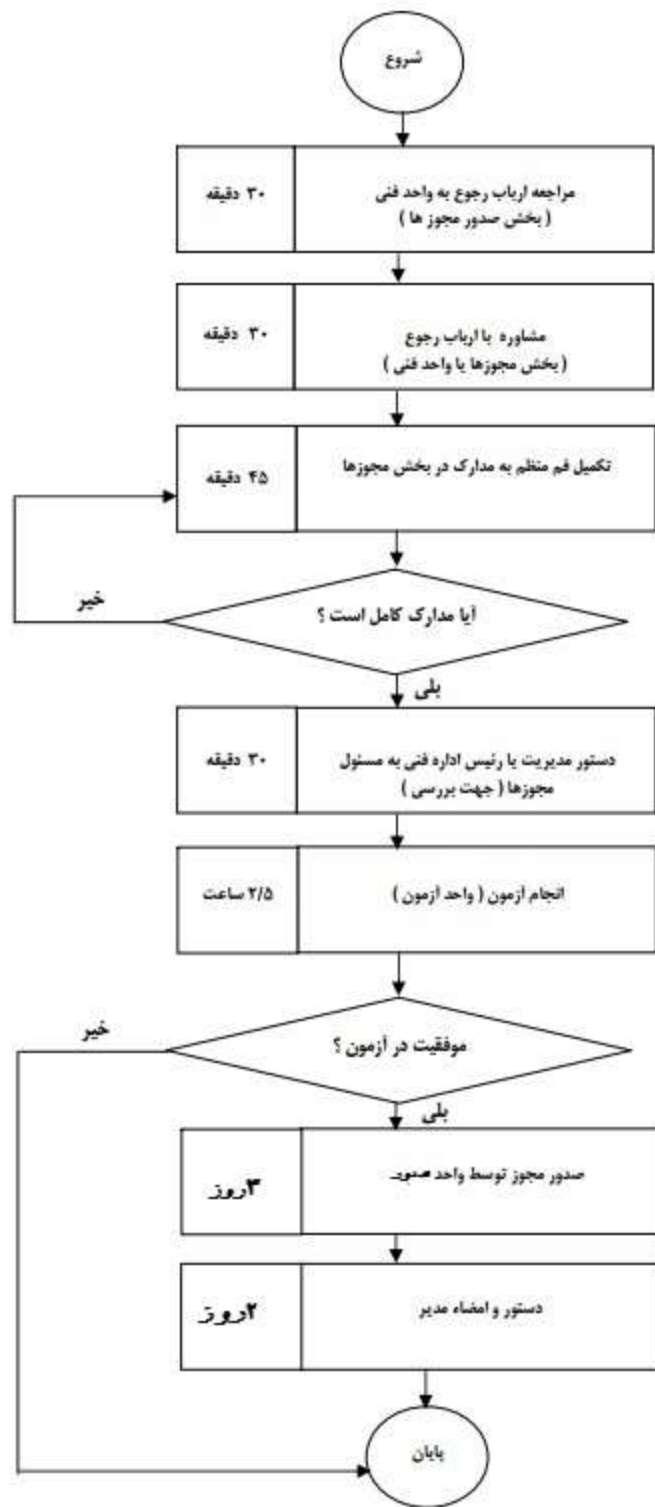 شروع
مراجعه ارباب رجوع به واحد فنی
( بخش صدور مجوز ها )
۳۰ دقیقه
مشاوره با ارباب رجوع
( بخش مجوزها یا واحد فنی )
۳۰ دقیقه
تکمیل فم منظم به مدارک در بخش مجوزها
۴۵ دقیقه
آیا مدارک کامل است ؟
خیر
بلی
دستور مدیریت یا رئیس اداره فنی به مسئول
مجوزها ( جهت بررسی )
۳۰ دقیقه
انجام آزمون ( واحد آزمون )
۲/۵ ساعت
موفقیت در آزمون ؟
خیر
بلی
صدور مجوز توسط واحد صدور
۳روز
دستور و امضاء مدیر
۲روز
پایان